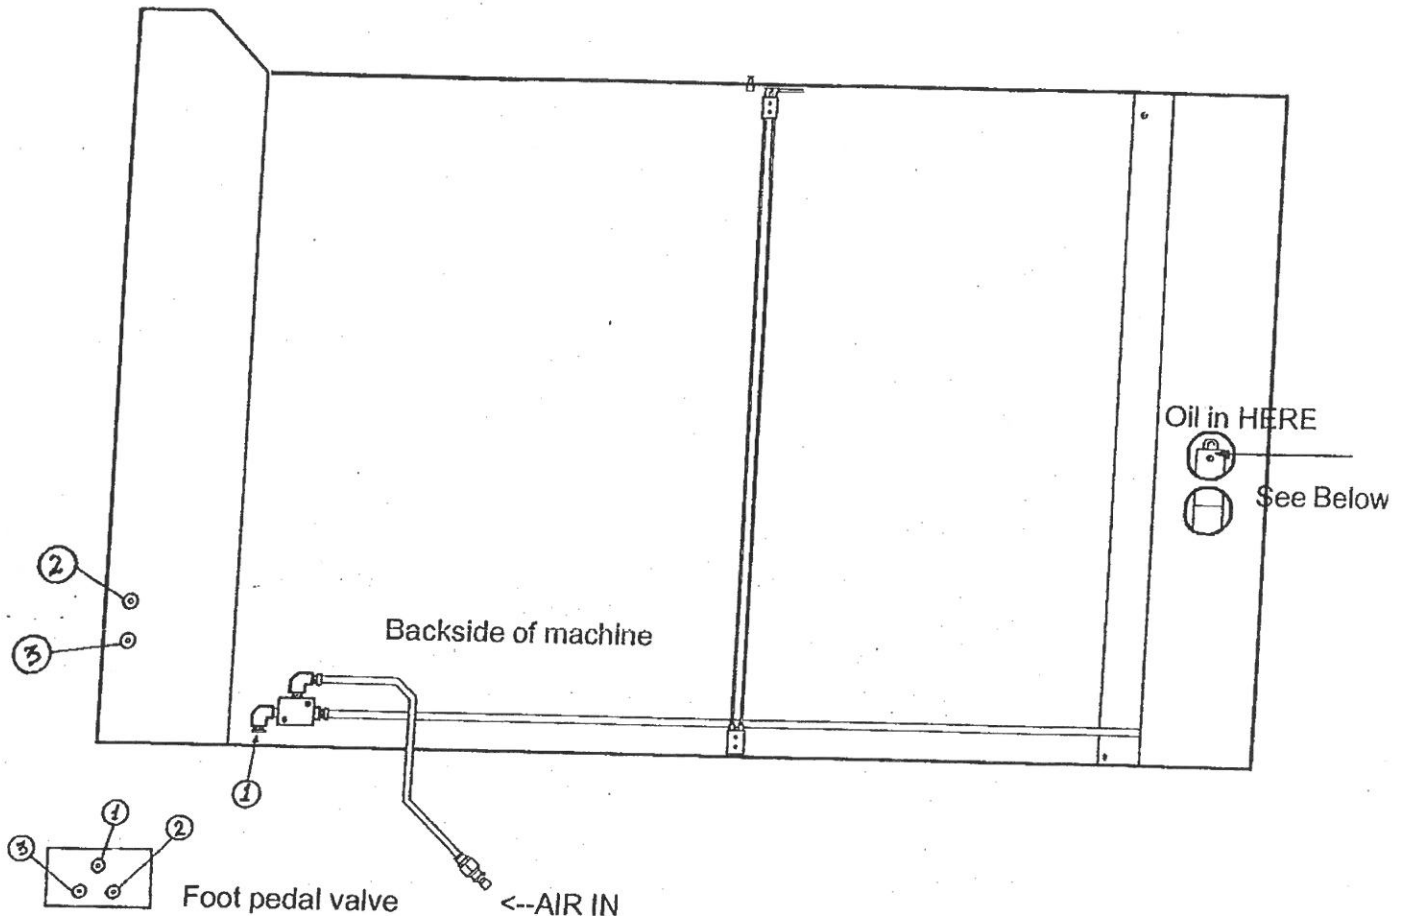 Oil in HERE
See Below
2
3
Backside of machine
1
1
2
3
Foot pedal valve
<--AIR IN